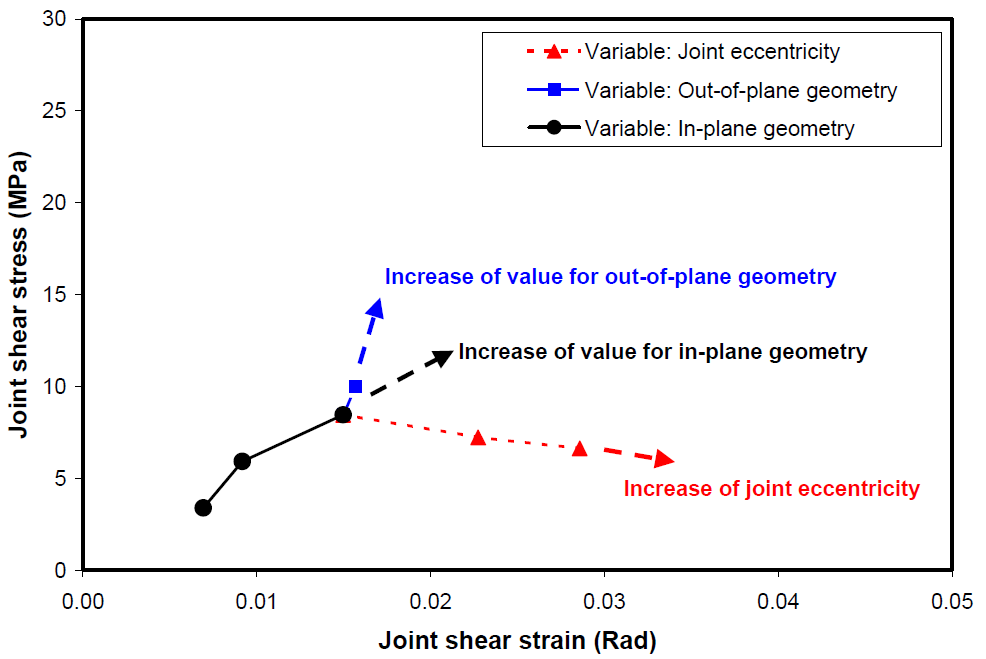 30
25
20
15
10
5
0
Joint shear stress (MPa)
Variable: Joint eccentricity
Variable: Out-of-plane geometry
Variable: In-plane geometry
Increase of value for out-of-plane geometry
Increase of value for in-plane geometry
Increase of joint eccentricity
0.00
0.01
0.02
0.03
0.04
0.05
Joint shear strain (Rad)